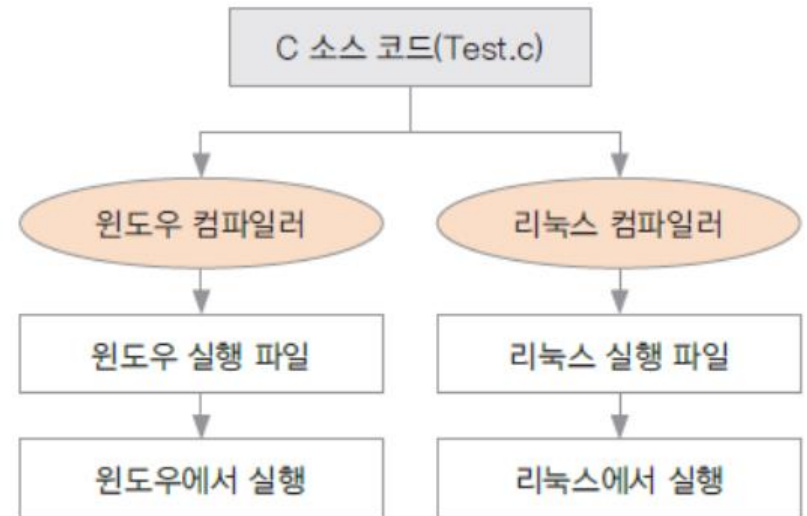 C 소스 코드(Test.c)
윈도우 컴파일러
리눅스 컴파일러
윈도우 실행 파일
리눅스 실행 파일
윈도우에서 실행
리눅스에서 실행